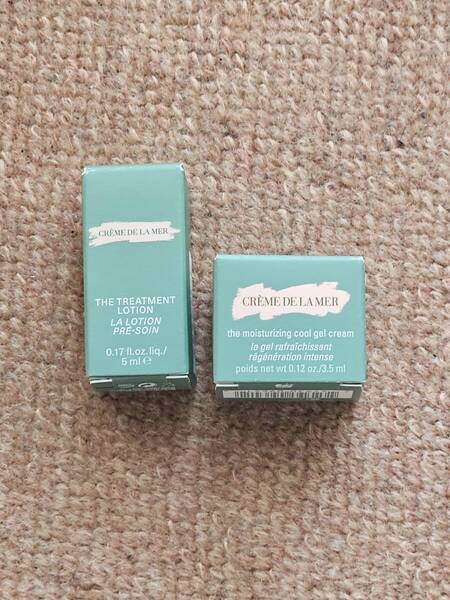 CRÈME DE LA MER
THE TREATMENT
LOTION
LA LOTION
PRÉ-SOIN
0.17 fl.oz.liq./
5 ml ℮
CRÈME DE LA MER
the moisturizing cool gel cream
le gel rafraîchissant
régénération intense
poids net wt 0.12 oz./3.5 ml